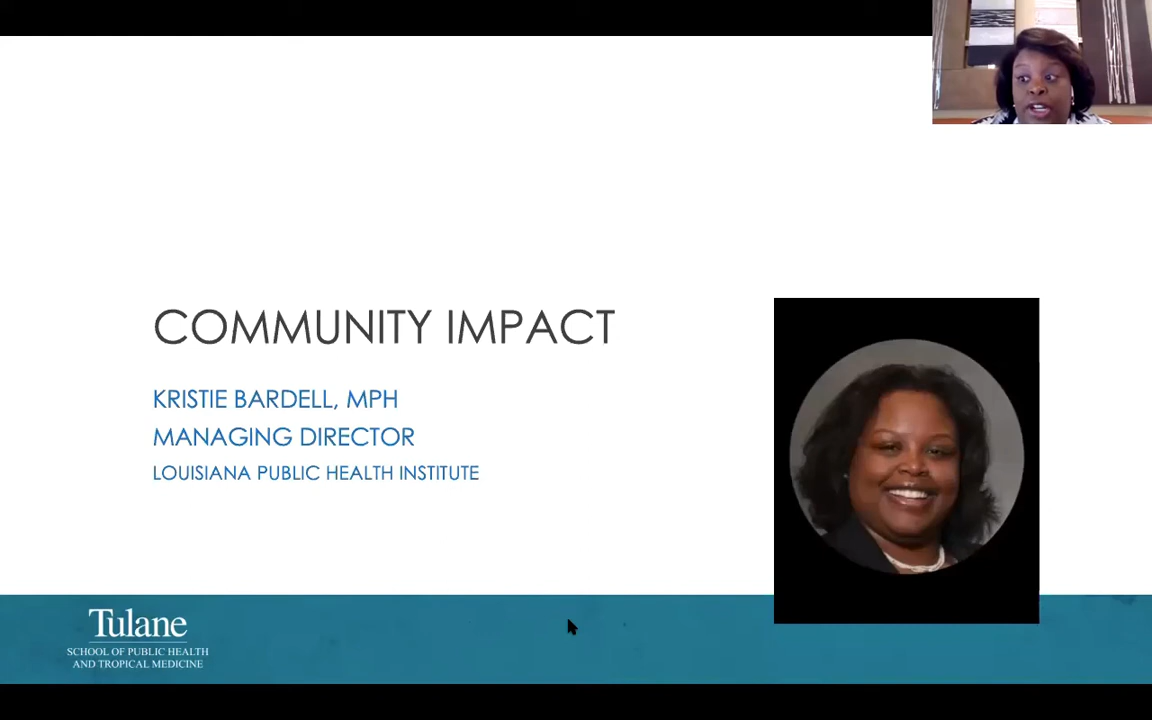 COMMUNITY IMPACT
KRISTIE BARDELL, MPH
MANAGING DIRECTOR
LOUISIANA PUBLIC HEALTH INSTITUTE
Tulane
SCHOOL OF PUBLIC HEALTH
AND TROPICAL MEDICINE